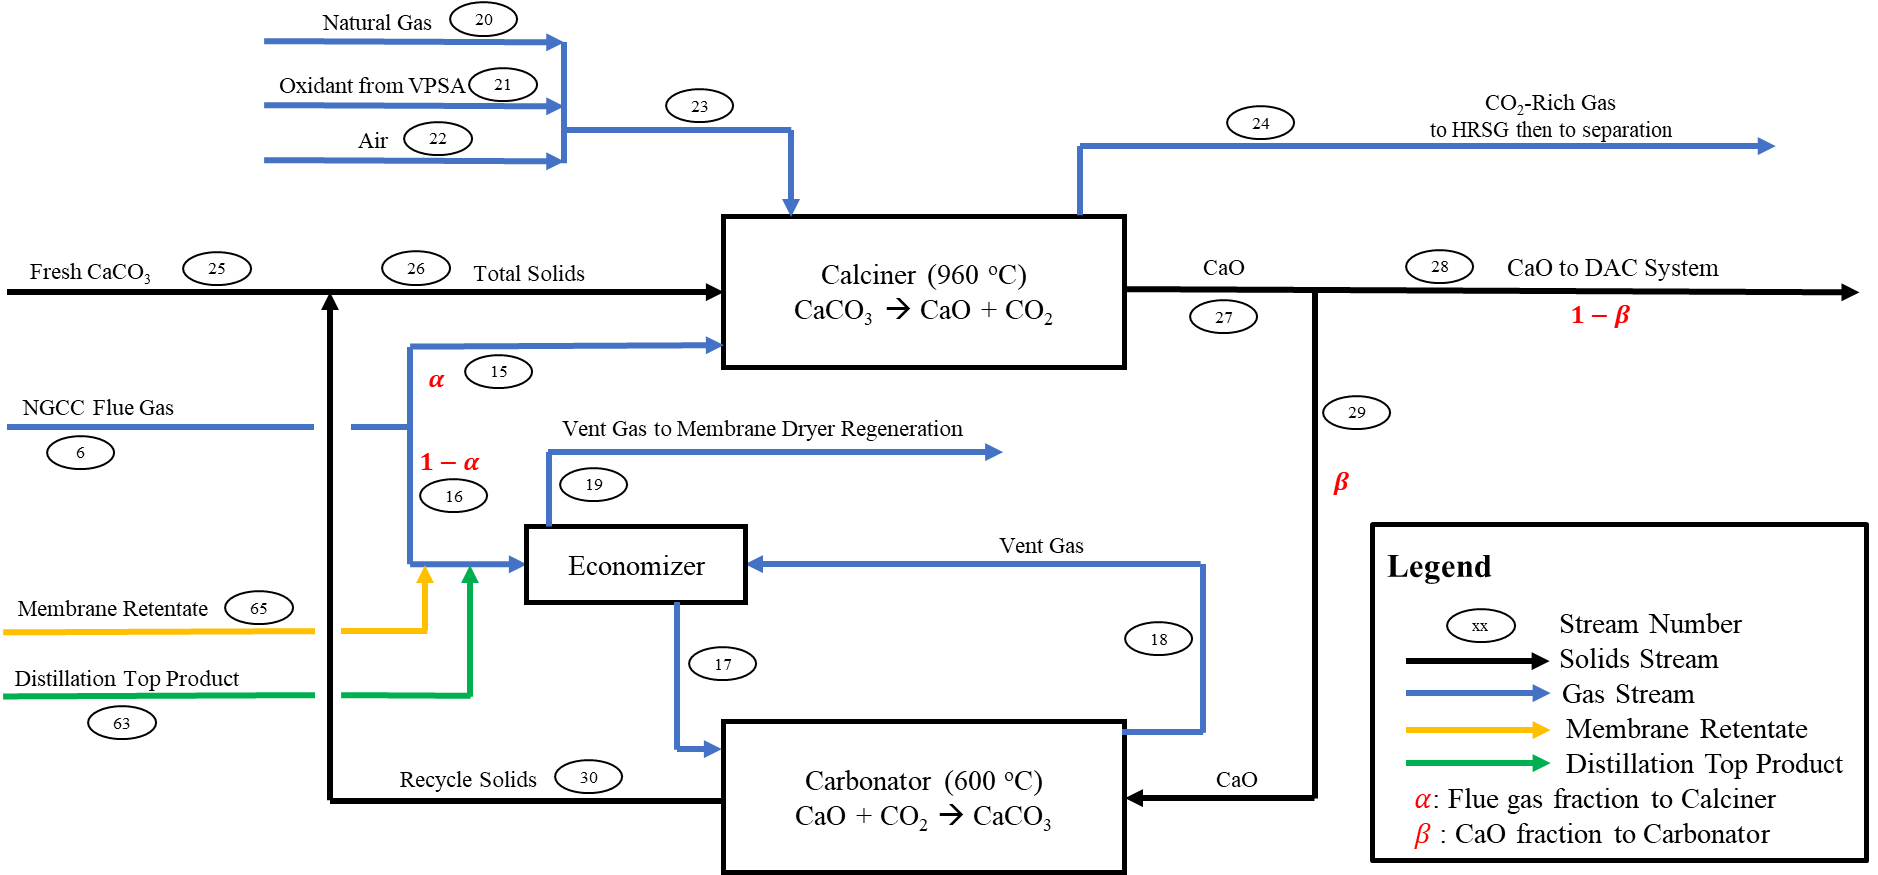 Natural Gas 20
Oxidant from VPSA 21
Air 22
23
24
CO₂-Rich Gas
to HRSG then to separation
Fresh CaCO₃ 25
26 Total Solids
Calciner (960 °C)
CaCO₃ → CaO + CO₂
CaO
27
28 CaO to DAC System
1 − β
α 15
NGCC Flue Gas
6
1 − α
16
Vent Gas to Membrane Dryer Regeneration
19
29
β
Economizer
Vent Gas
Membrane Retentate 65
Distillation Top Product
63
17
18
Recycle Solids 30
Carbonator (600 °C)
CaO + CO₂ → CaCO₃
CaO
Legend
xx Stream Number
Solids Stream
Gas Stream
Membrane Retentate
Distillation Top Product
α: Flue gas fraction to Calciner
β : CaO fraction to Carbonator